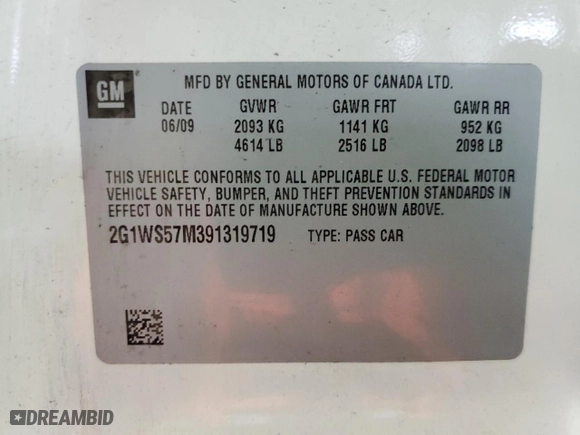 GM
MFD BY GENERAL MOTORS OF CANADA LTD.
DATE GVWR GAWR FRT GAWR RR
06/09 2093 KG 1141 KG 952 KG
4614 LB 2516 LB 2098 LB
THIS VEHICLE CONFORMS TO ALL APPLICABLE U.S. FEDERAL MOTOR
VEHICLE SAFETY, BUMPER, AND THEFT PREVENTION STANDARDS IN
EFFECT ON THE DATE OF MANUFACTURE SHOWN ABOVE.
2G1WS57M391319719 TYPE: PASS CAR
DREAMBID